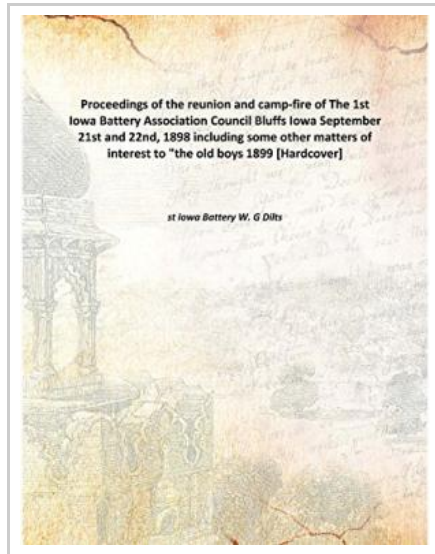 Proceedings of the reunion and camp-fire of The 1st
Iowa Battery Association Council Bluffs Iowa September
21st and 22nd, 1898 including some other matters of
interest to "the old boys 1899 [Hardcover]
st Iowa Battery W. G Dilts